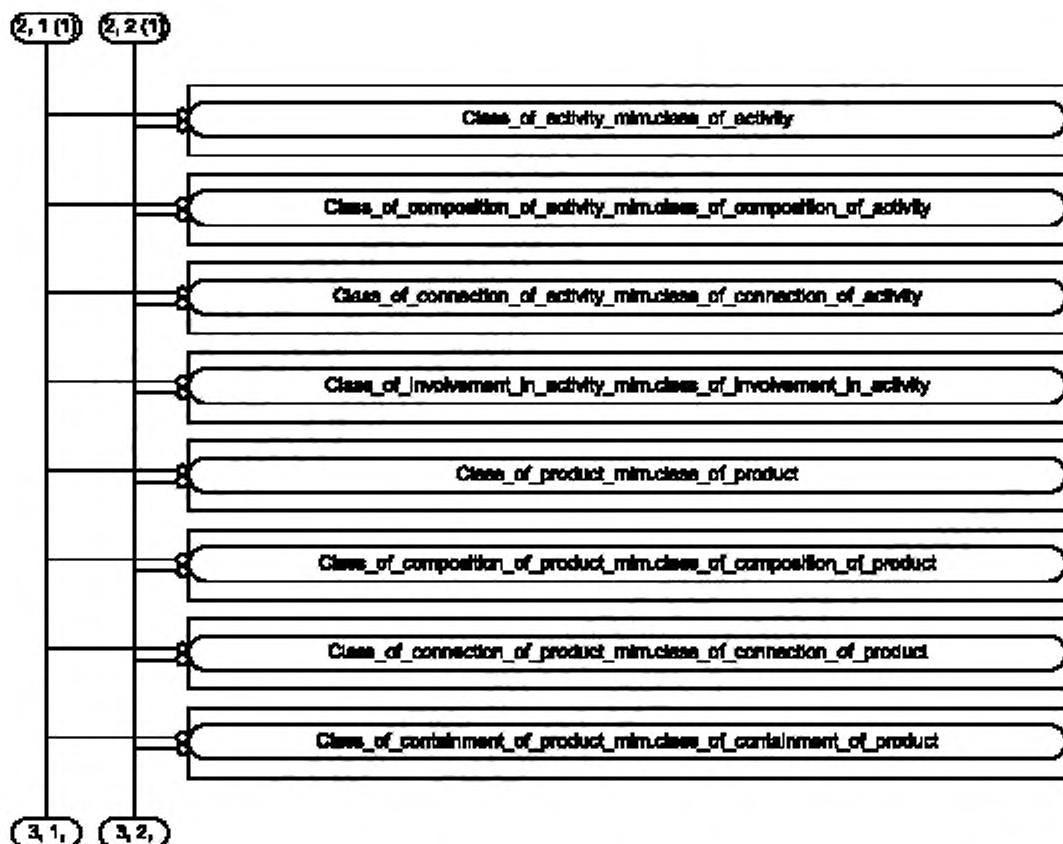 2, 1 (1) 2, 2 (1)
Class_of_activity_mim.class_of_activity
Class_of_composition_of_activity_mim.class_of_composition_of_activity
Class_of_connection_of_activity_mim.class_of_connection_of_activity
Class_of_involvement_in_activity_mim.class_of_involvement_in_activity
Class_of_product_mim.class_of_product
Class_of_composition_of_product_mim.class_of_composition_of_product
Class_of_connection_of_product_mim.class_of_connection_of_product
Class_of_containment_of_product_mim.class_of_containment_of_product
3, 1, 3, 2,